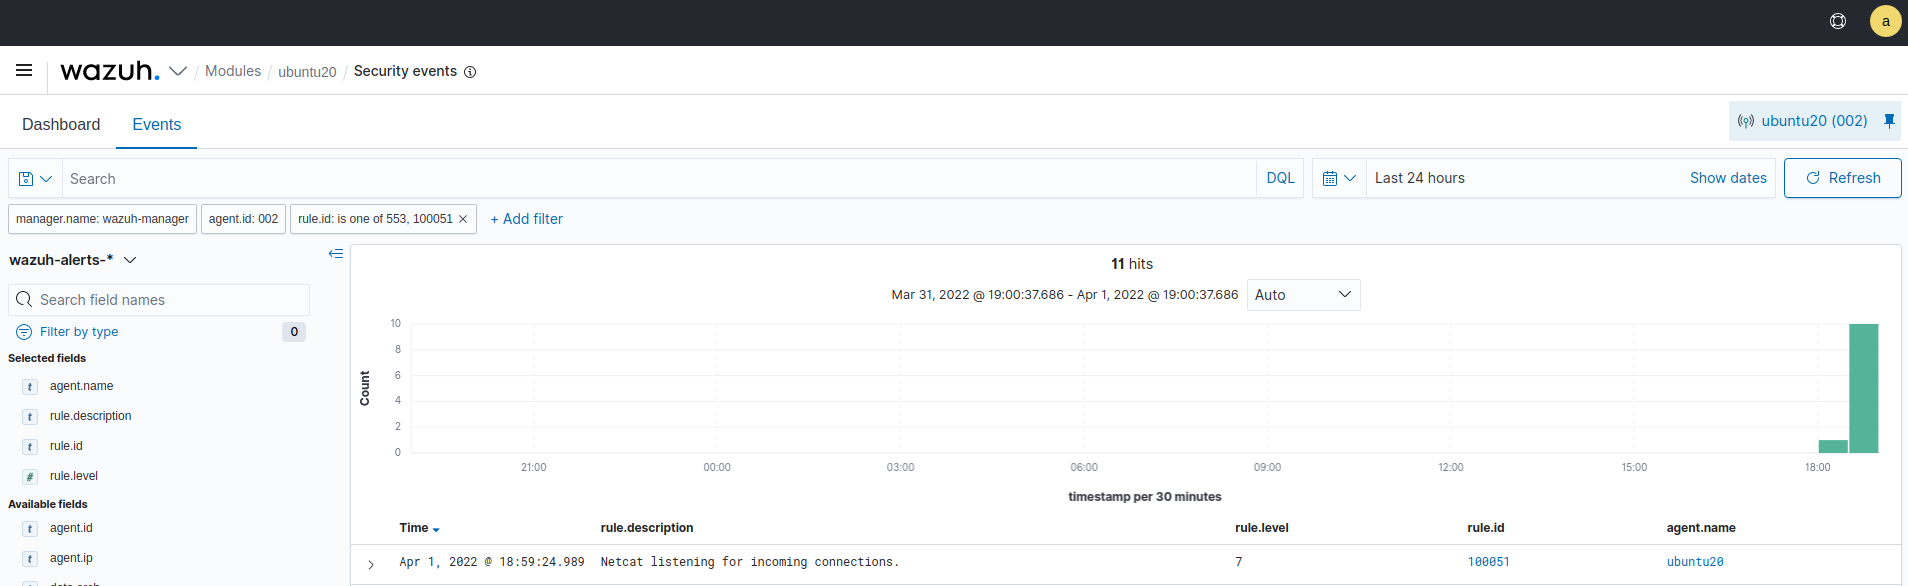 a
wazuh. / Modules / ubuntu20 / Security events
Dashboard Events
ubuntu20 (002)
Search DQL Last 24 hours Show dates Refresh
manager.name: wazuh-manager agent.id: 002 rule.id: is one of 553, 100051 × + Add filter
wazuh-alerts-*
Search field names
Filter by type 0
Selected fields
t agent.name
t rule.description
t rule.id
# rule.level
Available fields
t agent.id
t agent.ip
11 hits
Mar 31, 2022 @ 19:00:37.686 - Apr 1, 2022 @ 19:00:37.686 Auto
Count
10
8
6
4
2
0
21:00 00:00 03:00 06:00 09:00 12:00 15:00 18:00
timestamp per 30 minutes
Time rule.description rule.level rule.id agent.name
Apr 1, 2022 @ 18:59:24.989 Netcat listening for incoming connections. 7 100051 ubuntu20